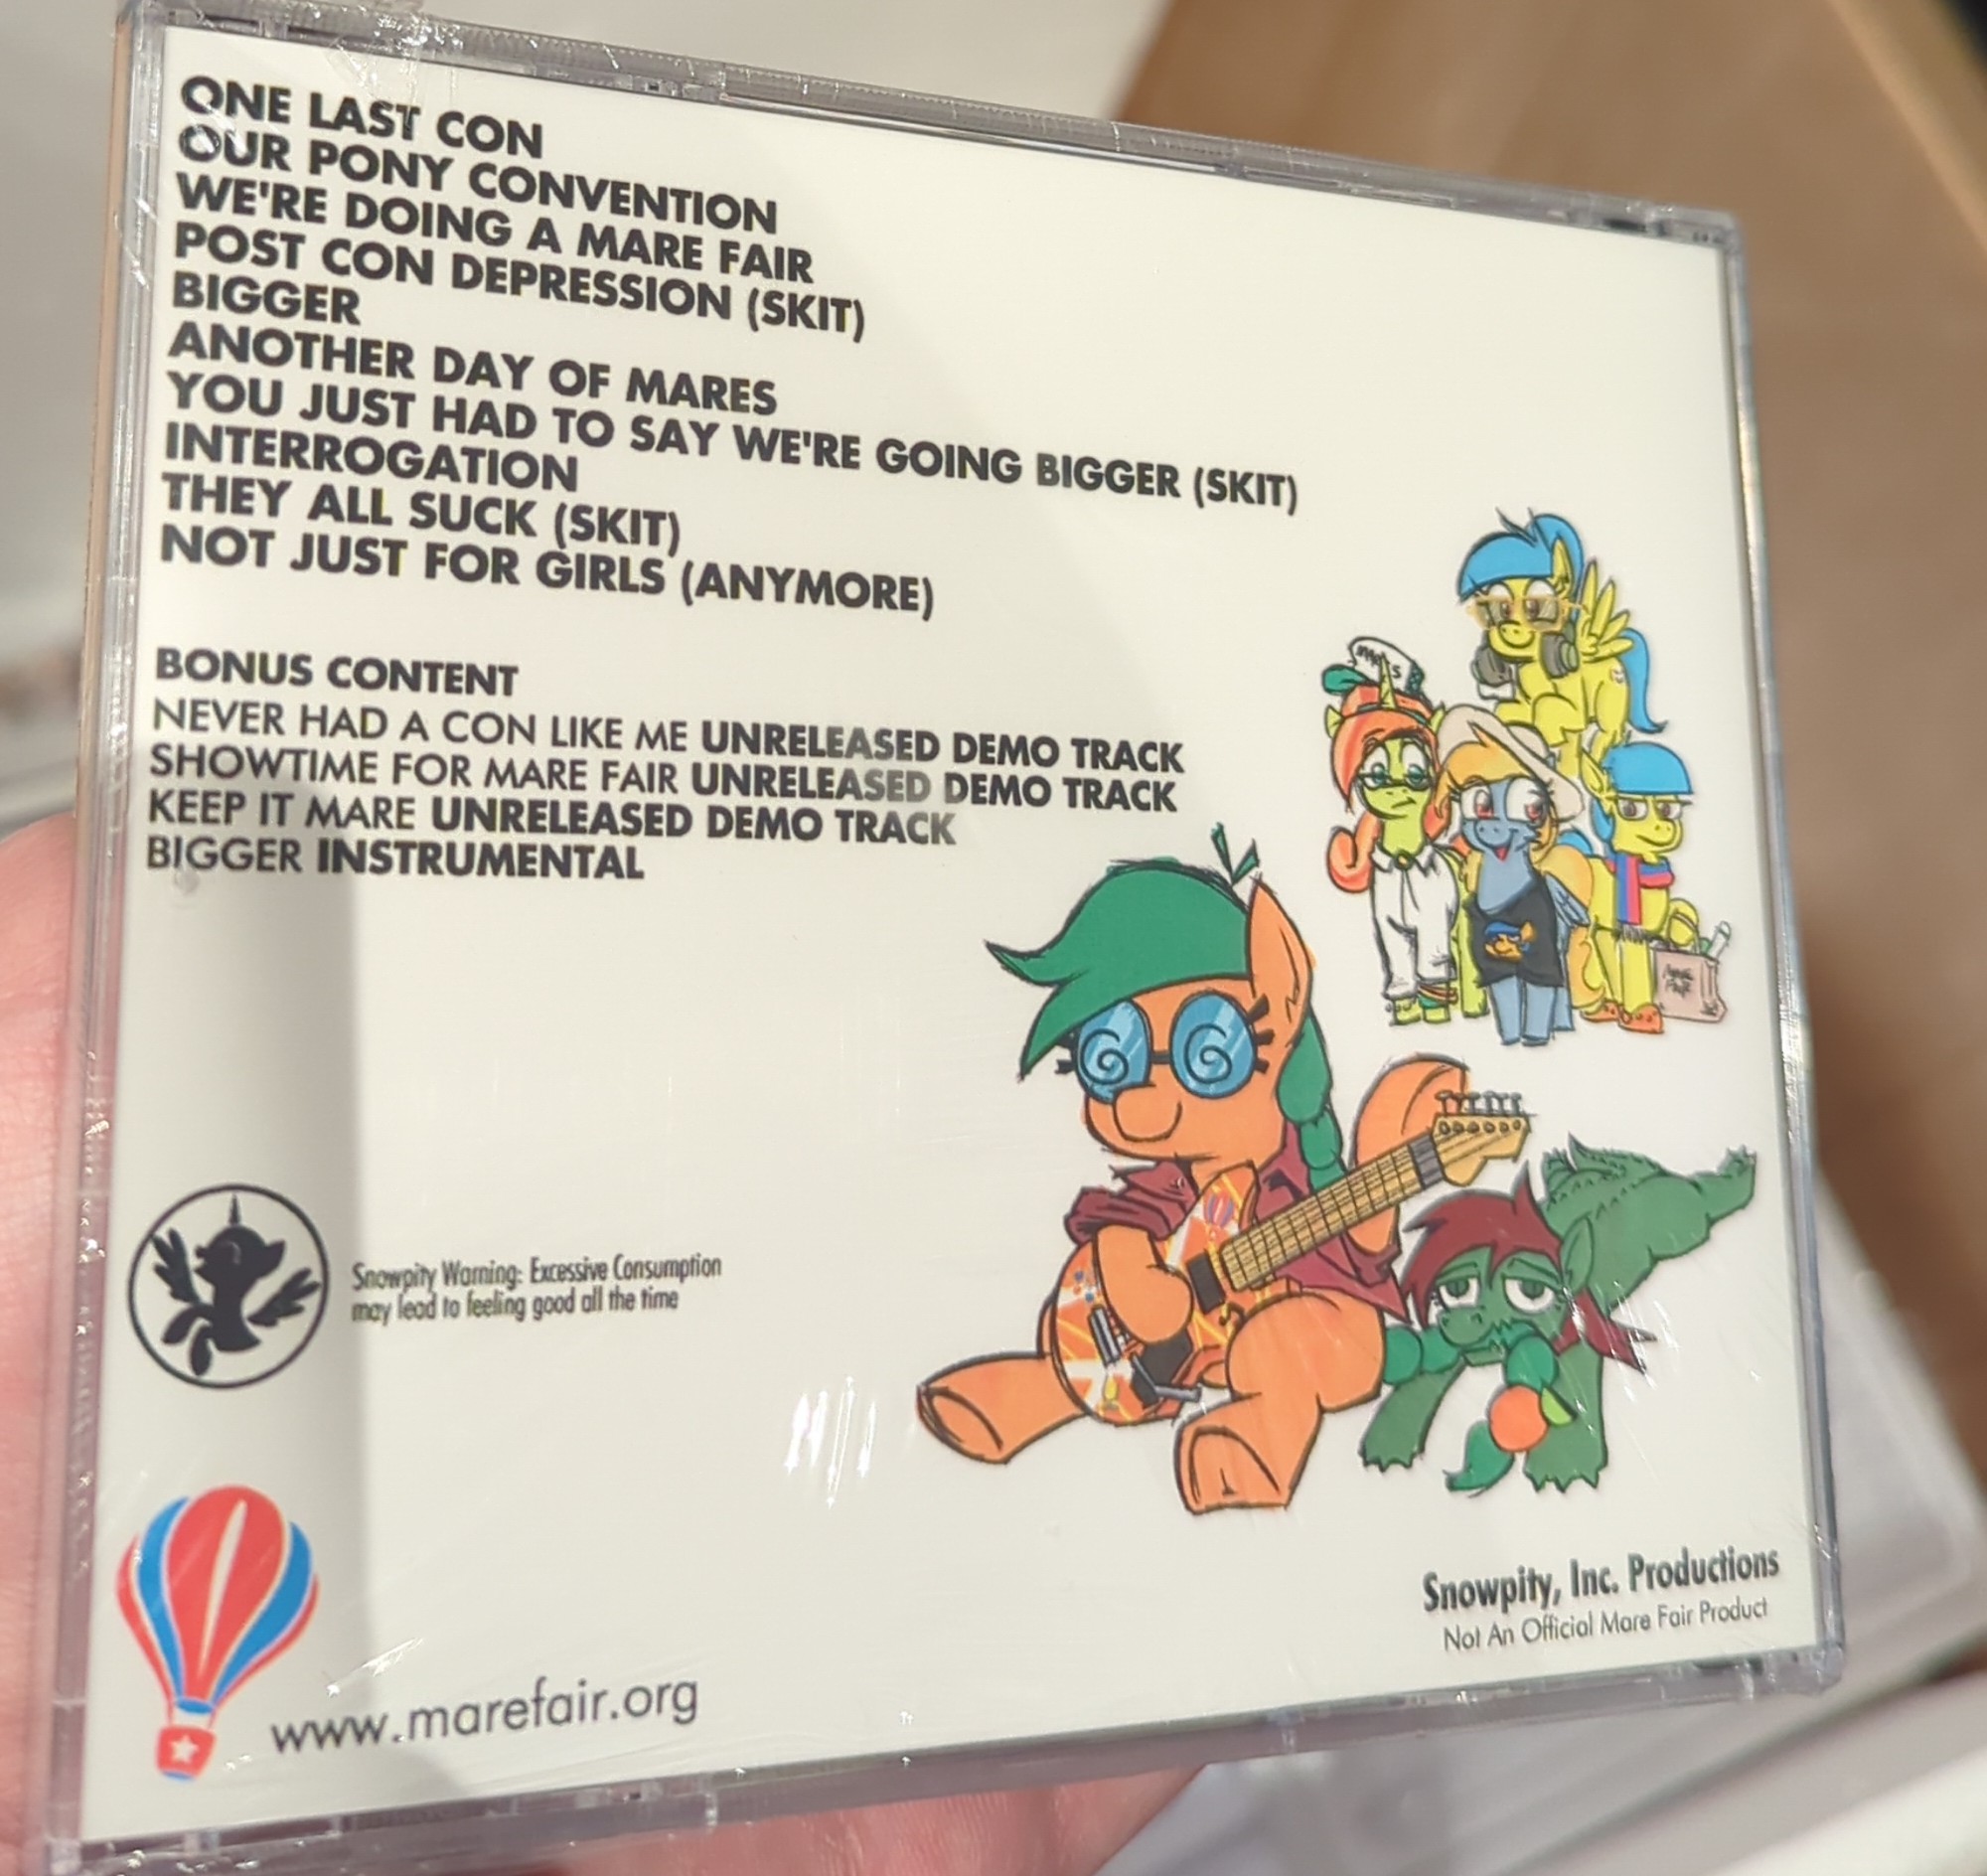 ONE LAST CON
OUR PONY CONVENTION
WE'RE DOING A MARE FAIR
POST CON DEPRESSION (SKIT)
BIGGER
ANOTHER DAY OF MARES
YOU JUST HAD TO SAY WE'RE GOING BIGGER (SKIT)
INTERROGATION
THEY ALL SUCK (SKIT)
NOT JUST FOR GIRLS (ANYMORE)
BONUS CONTENT
NEVER HAD A CON LIKE ME UNRELEASED DEMO TRACK
SHOWTIME FOR MARE FAIR UNRELEASED DEMO TRACK
KEEP IT MARE UNRELEASED DEMO TRACK
BIGGER INSTRUMENTAL
Snowpity Warning: Excessive Consumption
may lead to feeling good all the time
www.marefair.org
Snowpity, Inc. Productions
Not An Official Mare Fair Product